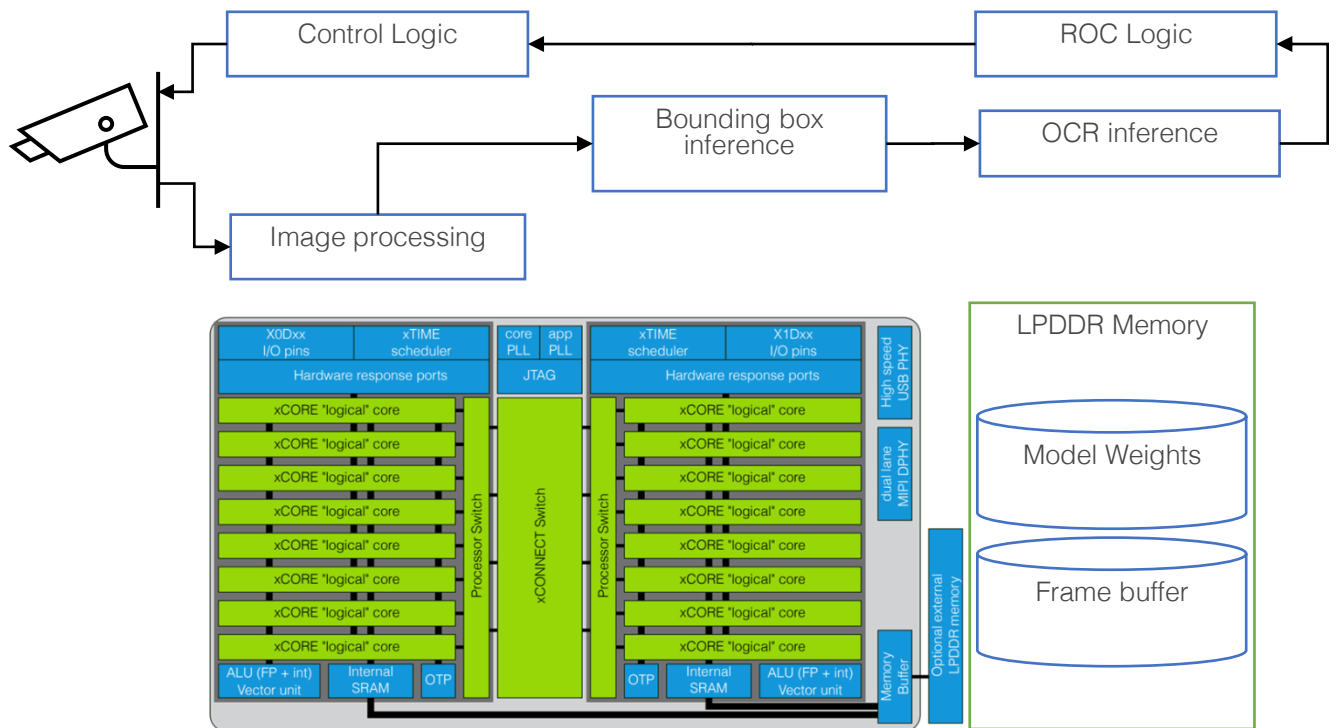 Control Logic
ROC Logic
Bounding box
inference
OCR inference
Image processing
X0Dxx
I/O pins
xTIME
scheduler
core
PLL
app
PLL
xTIME
scheduler
X1Dxx
I/O pins
Hardware response ports
JTAG
Hardware response ports
High speed
USB PHY
xCORE "logical" core
xCORE "logical" core
xCORE "logical" core
xCORE "logical" core
xCORE "logical" core
xCORE "logical" core
xCORE "logical" core
xCORE "logical" core
Processor Switch
xCONNECT Switch
Processor Switch
xCORE "logical" core
xCORE "logical" core
xCORE "logical" core
xCORE "logical" core
xCORE "logical" core
xCORE "logical" core
xCORE "logical" core
xCORE "logical" core
dual lane
MIPI DPHY
ALU (FP + int)
Vector unit
Internal
SRAM
OTP
OTP
Internal
SRAM
ALU (FP + int)
Vector unit
Memory
Buffer
Optional external
LPDDR memory
LPDDR Memory
Model Weights
Frame buffer